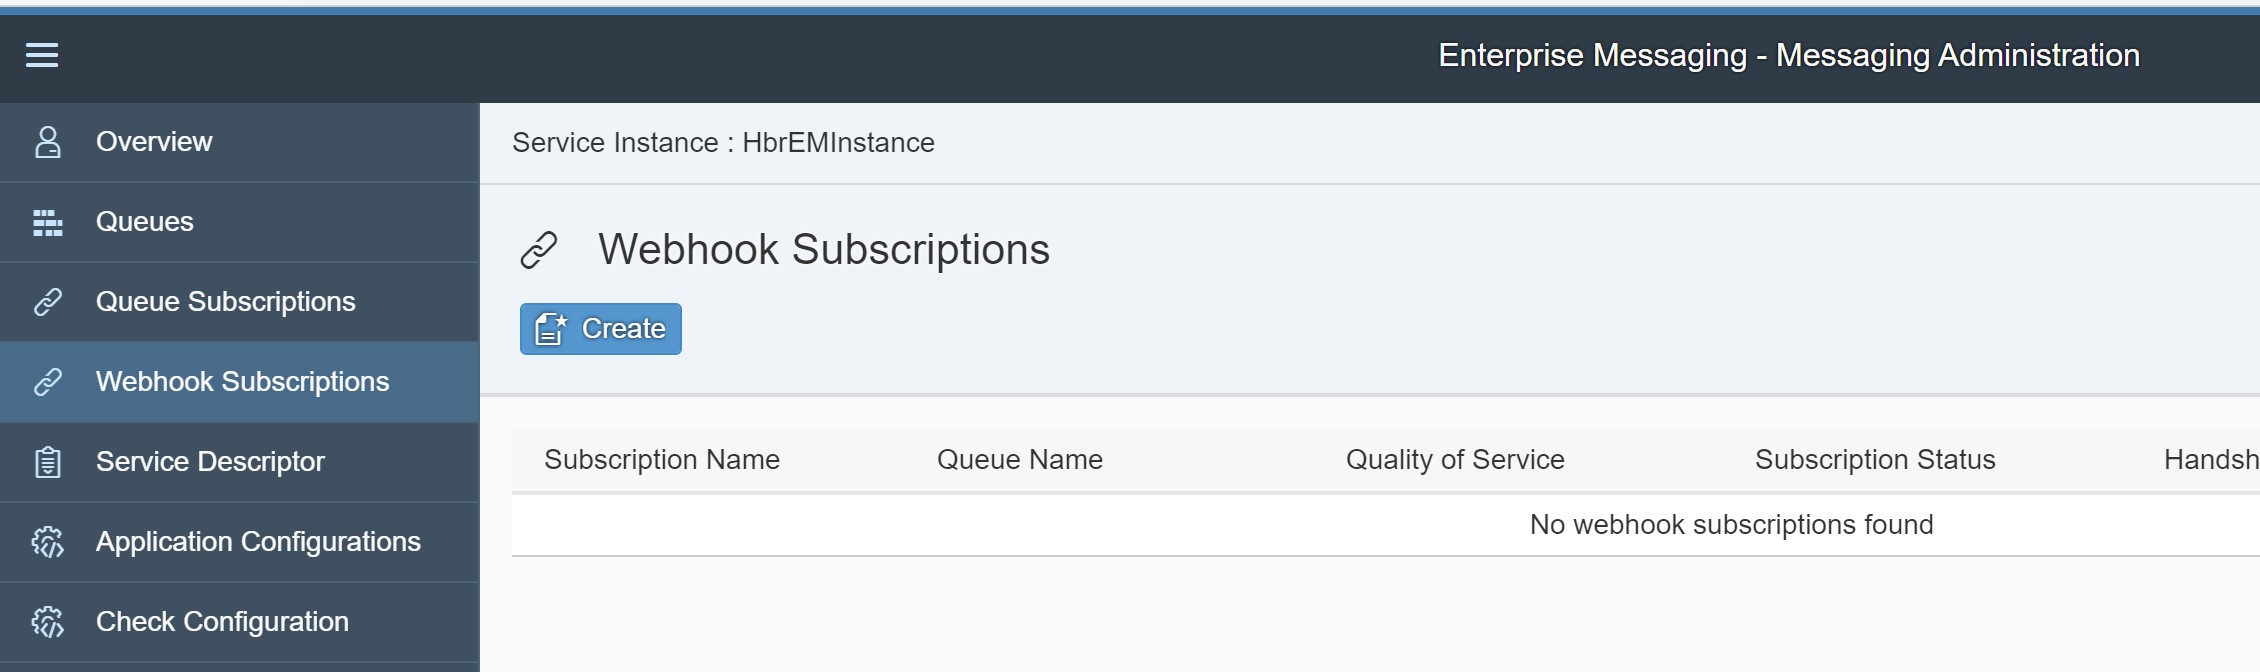 Enterprise Messaging - Messaging Administration
Overview
Queues
Queue Subscriptions
Webhook Subscriptions
Service Descriptor
Application Configurations
Check Configuration
Service Instance : HbrEMInstance
Webhook Subscriptions
Create
Subscription Name Queue Name Quality of Service Subscription Status Handsh
No webhook subscriptions found